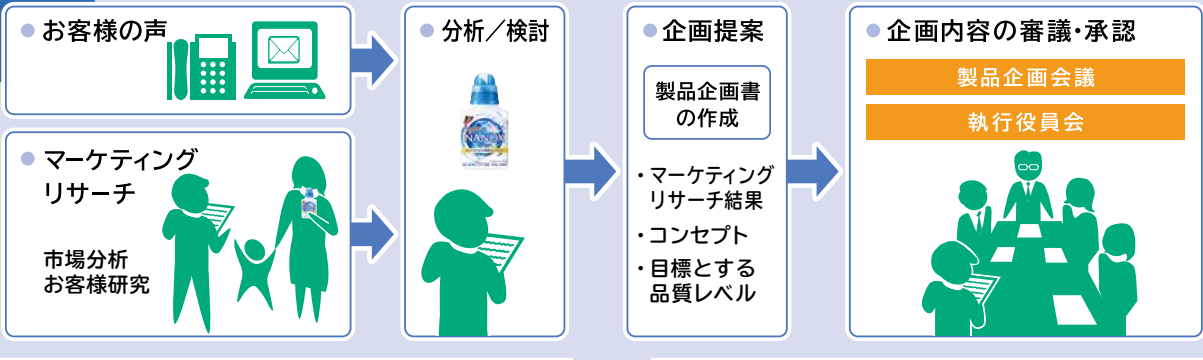 お客様の声
マーケティング
リサーチ
市場分析
お客様研究
分析／検討
NANOX
企画提案
製品企画書
の作成
・マーケティング
リサーチ結果
・コンセプト
・目標とする
品質レベル
企画内容の審議・承認
製品企画会議
執行役員会